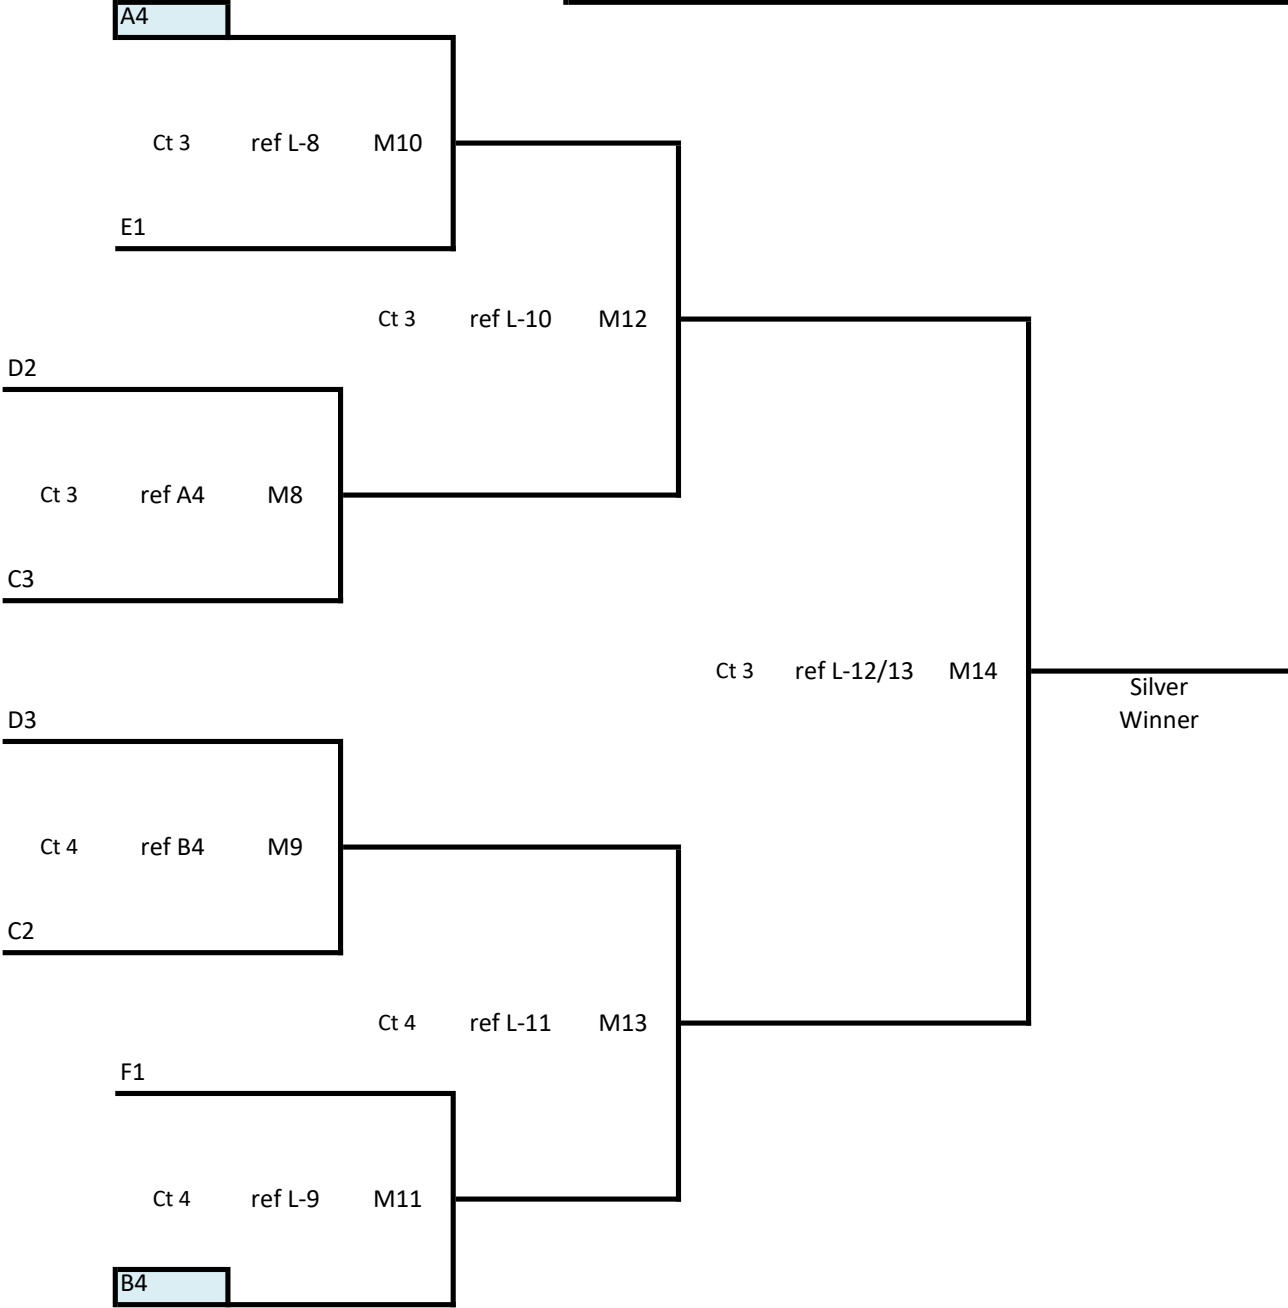 A4
Ct 3 ref L-8 M10
E1
Ct 3 ref L-10 M12
D2
Ct 3 ref A4 M8
C3
Ct 3 ref L-12/13 M14
Silver
Winner
D3
Ct 4 ref B4 M9
C2
Ct 4 ref L-11 M13
F1
Ct 4 ref L-9 M11
B4